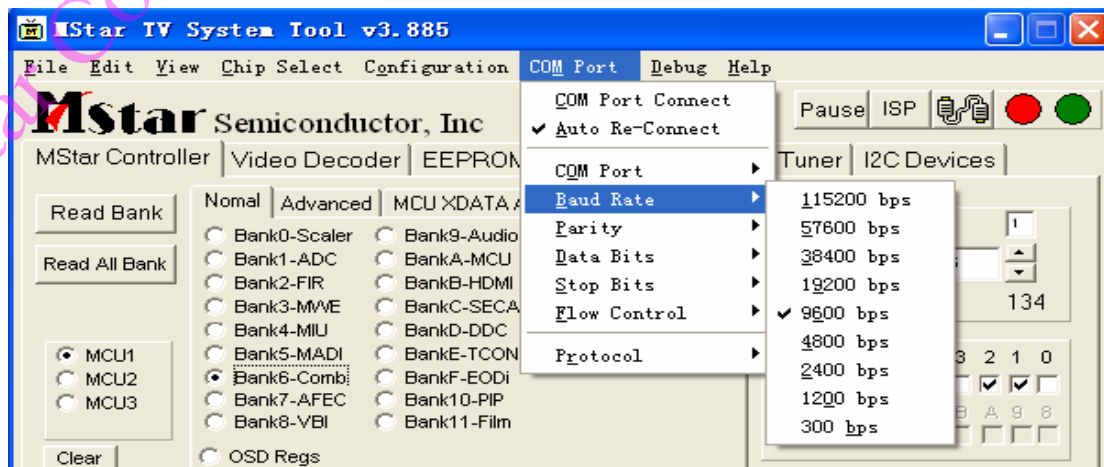 MStar TV System Tool v3.885
File Edit View Chip Select Configuration COM Port Debug Help
Mstar Semiconductor, Inc
Pause ISP
MStar Controller Video Decoder Tuner I2C Devices
Nomal Advanced MCU XDATA
Read Bank
Read All Bank
Bank0-Scaler Bank9-Audio
Bank1-ADC BankA-MCU
Bank2-FIR BankB-HDMI
Bank3-MWE BankC-SECA
Bank4-MIU BankD-DDC
Bank5-MADI BankE-TCON
Bank6-Comb BankF-EODi
Bank7-AFEC Bank10-PIP
Bank8-VBI Bank11-Film
OSD Regs
MCU1
MCU2
MCU3
Clear
COM Port Connect
Auto Re-Connect
COM Port
Baud Rate
Parity
Data Bits
Stop Bits
Flow Control
Protocol
115200 bps
57600 bps
38400 bps
19200 bps
9600 bps
4800 bps
2400 bps
1200 bps
300 bps
1
134
3 2 1 0
B A 9 8